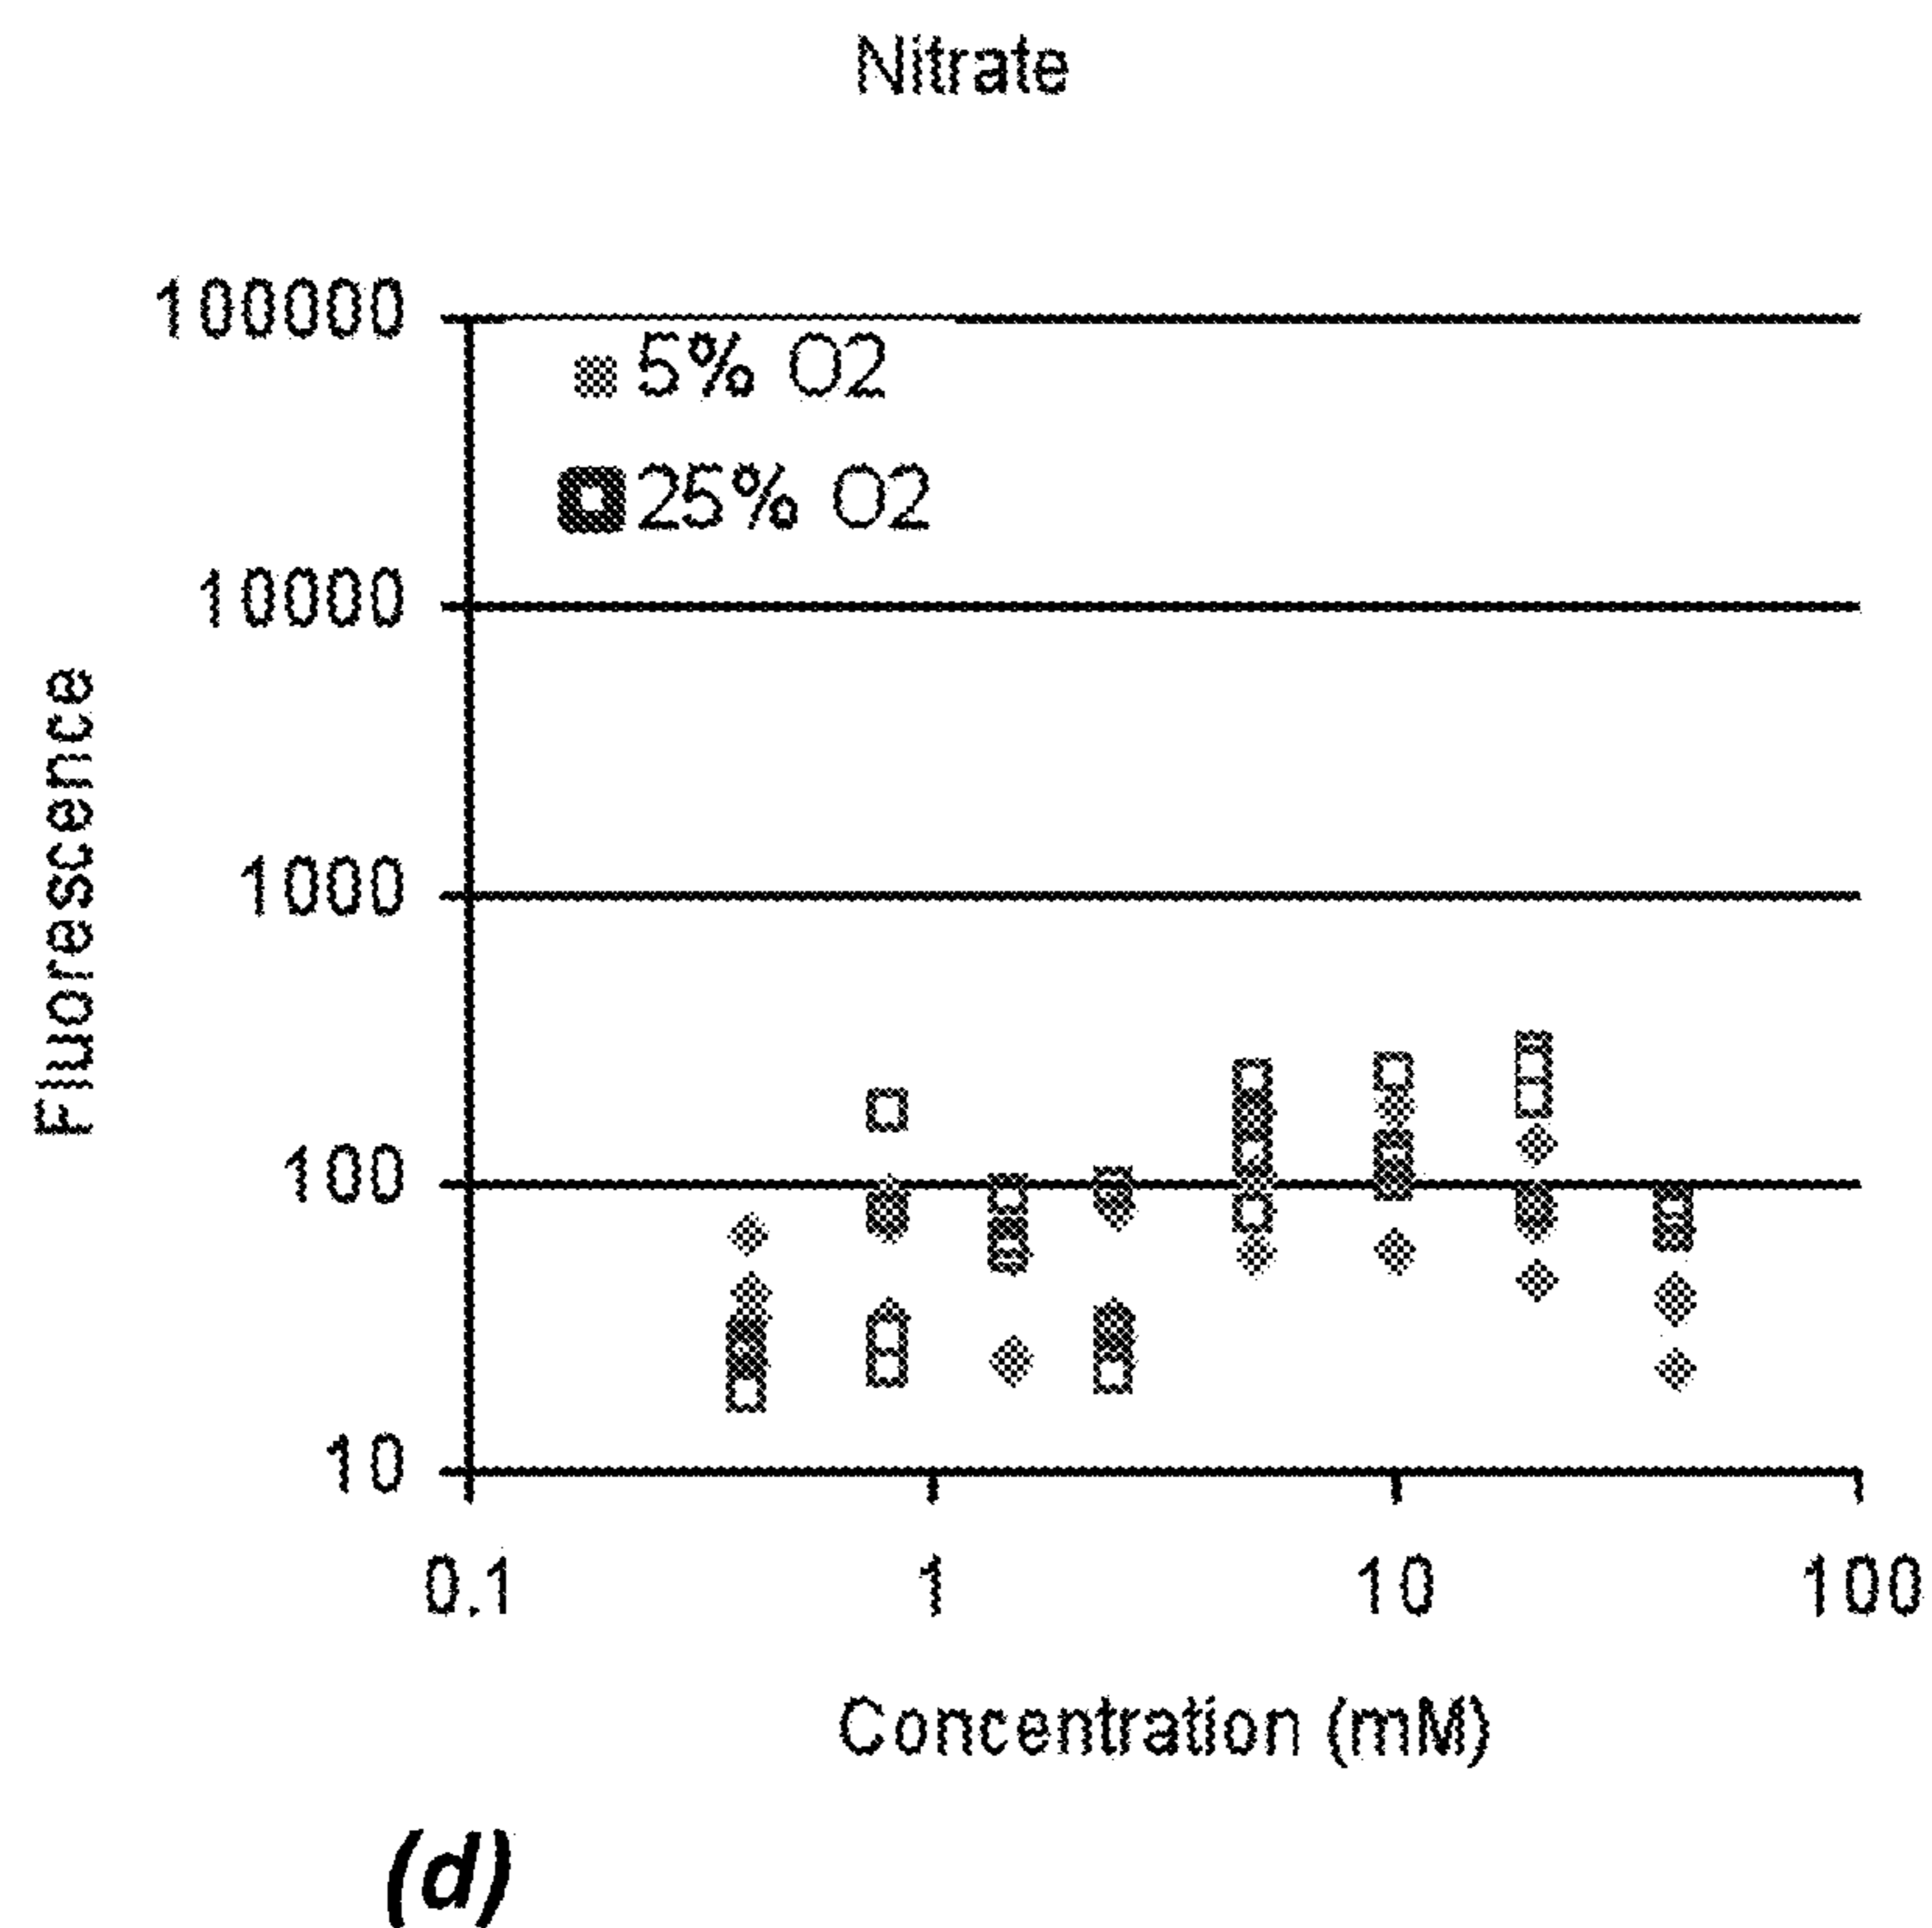 Nitrate
100000
5% O2
25% O2
10000
1000
100
10
Fluorescence
0.1 1 10 100
Concentration (mM)
(d)